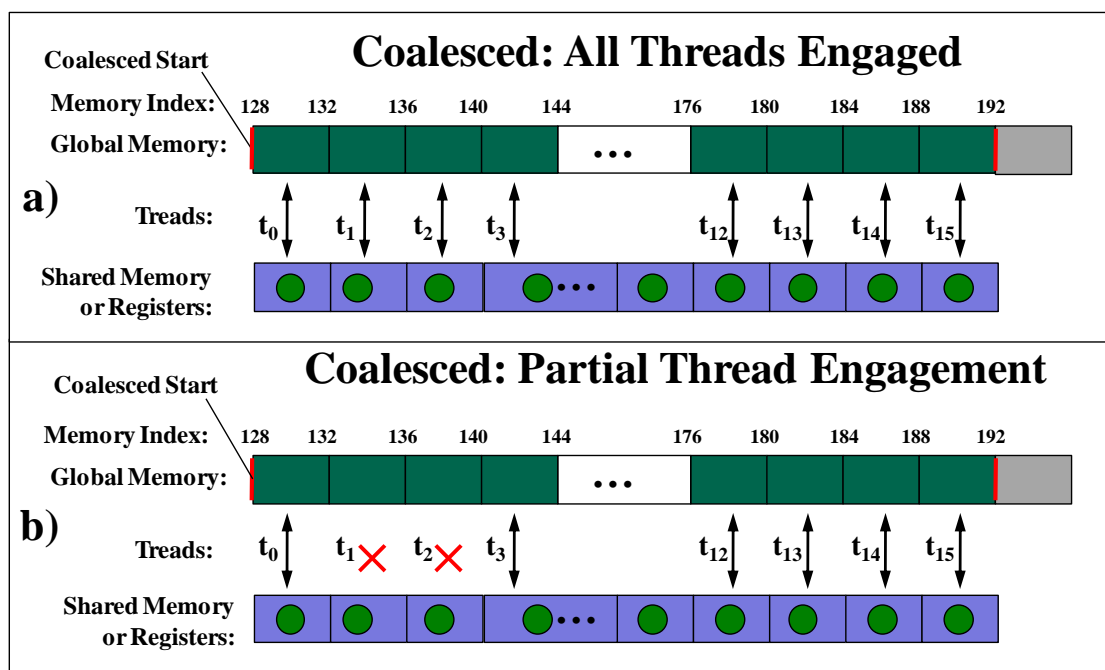 Coalesced: All Threads Engaged
Coalesced Start
Memory Index: 128 132 136 140 144 176 180 184 188 192
Global Memory: ...
a)
Treads: t0 t1 t2 t3 t12 t13 t14 t15
Shared Memory
or Registers: ...
Coalesced: Partial Thread Engagement
Coalesced Start
Memory Index: 128 132 136 140 144 176 180 184 188 192
Global Memory: ...
b)
Treads: t0 t1 t2 t3 t12 t13 t14 t15
Shared Memory
or Registers: ...